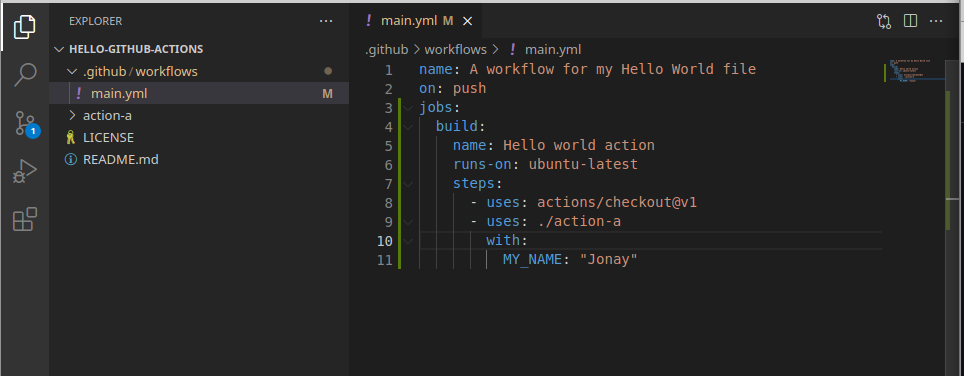 EXPLORER
···
HELLO-GITHUB-ACTIONS
.github / workflows
! main.yml M
action-a
LICENSE
README.md
1
! main.yml M ×
···
.github > workflows > ! main.yml
1 name: A workflow for my Hello World file
2 on: push
3 jobs:
4 build:
5 name: Hello world action
6 runs-on: ubuntu-latest
7 steps:
8 - uses: actions/checkout@v1
9 - uses: ./action-a
10 with:
11 MY_NAME: "Jonay"